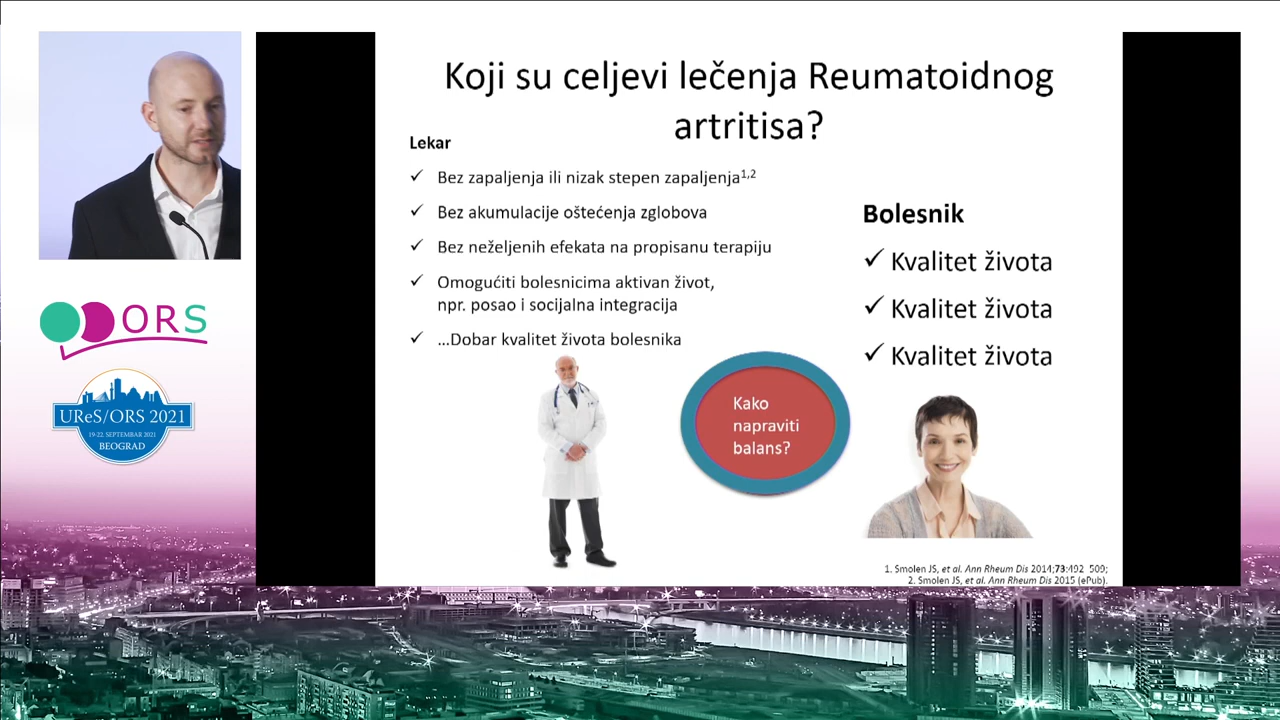 Koji su celjevi lečenja Reumatoidnog
artritisa?
Lekar
✓ Bez zapaljenja ili nizak stepen zapaljenja1,2
✓ Bez akumulacije oštećenja zglobova
✓ Bez neželjenih efekata na propisanu terapiju
✓ Omogućiti bolesnicima aktivan život,
npr. posao i socijalna integracija
✓ ...Dobar kvalitet života bolesnika
Bolesnik
✓ Kvalitet života
✓ Kvalitet života
✓ Kvalitet života
Kako
napraviti
balans?
1. Smolen JS, et al. Ann Rheum Dis 2014;73:492–509;
2. Smolen JS, et al. Ann Rheum Dis 2015 (ePub).
ORS
UReS/ORS 2021
19-22. SEPTEMBAR 2021
BEOGRAD